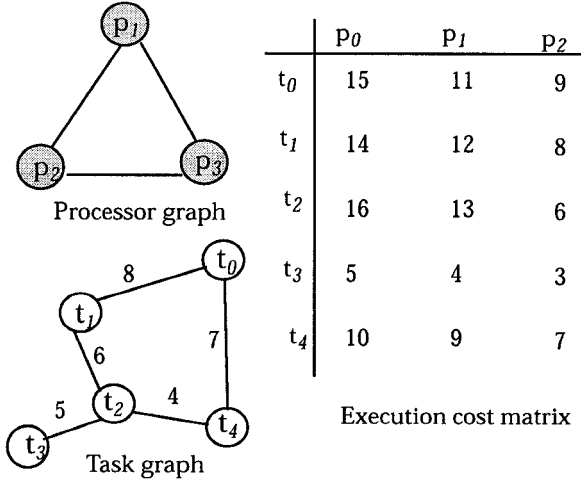 p1
p2
p3
Processor graph
8
t0
t1
7
6
5
t2
4
t3
t4
Task graph
p0 p1 p2
t0 15 11 9
t1 14 12 8
t2 16 13 6
t3 5 4 3
t4 10 9 7
Execution cost matrix